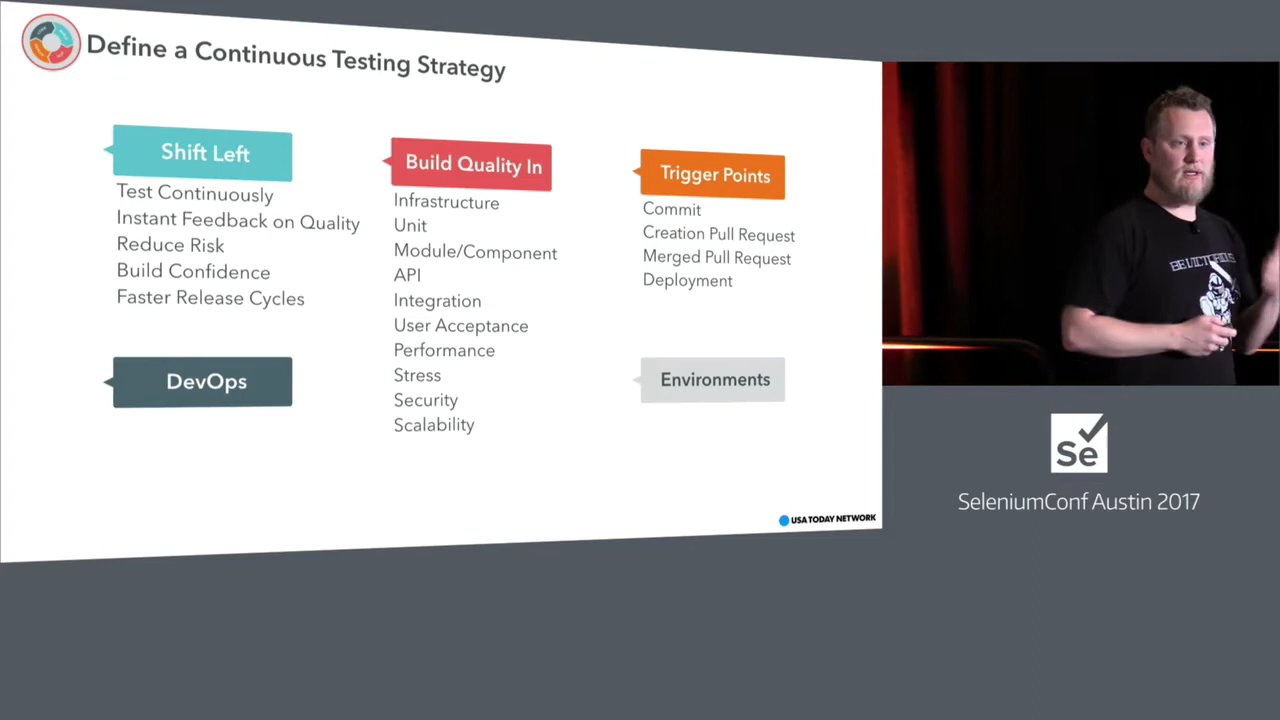 Define a Continuous Testing Strategy
Shift Left
Test Continuously
Instant Feedback on Quality
Reduce Risk
Build Confidence
Faster Release Cycles
DevOps
Build Quality In
Infrastructure
Unit
Module/Component
API
Integration
User Acceptance
Performance
Stress
Security
Scalability
Trigger Points
Commit
Creation Pull Request
Merged Pull Request
Deployment
Environments
USA TODAY NETWORK
BE VICTORIOUS
Se
SeleniumConf Austin 2017